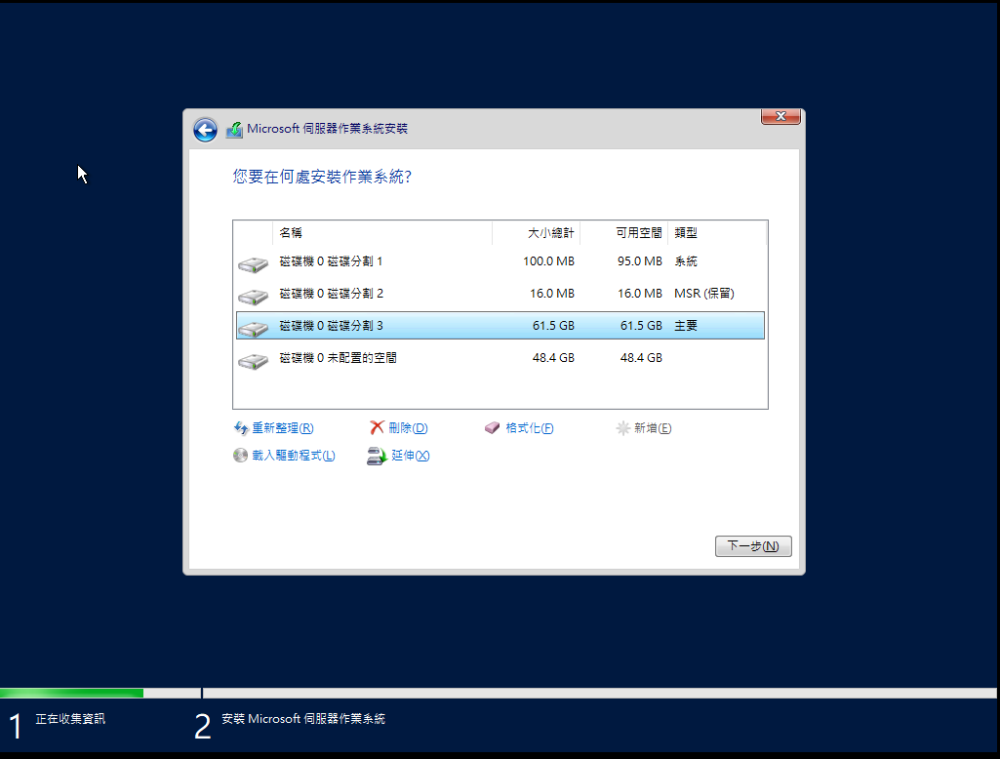 Microsoft 伺服器作業系統安裝
您要在何處安裝作業系統?
名稱 大小總計 可用空間 類型
磁碟機 0 磁碟分割 1 100.0 MB 95.0 MB 系統
磁碟機 0 磁碟分割 2 16.0 MB 16.0 MB MSR (保留)
磁碟機 0 磁碟分割 3 61.5 GB 61.5 GB 主要
磁碟機 0 未配置的空間 48.4 GB 48.4 GB
重新整理(R) 刪除(D) 格式化(F) 新增(E)
載入驅動程式(L) 延伸(X)
下一步(N)
1 正在收集資訊 2 安裝 Microsoft 伺服器作業系統